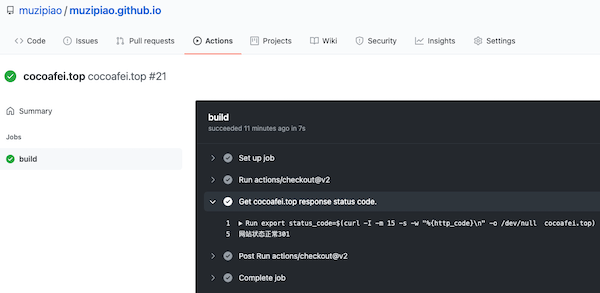 muzipiao / muzipiao.github.io
Code Issues Pull requests Actions Projects Wiki Security Insights Settings
cocoafei.top cocoafei.top #21
Summary
Jobs
build
build
succeeded 11 minutes ago in 7s
Set up job
Run actions/checkout@v2
Get cocoafei.top response status code.
1 ▶ Run export status_code=$(curl -I -m 15 -s -w "%{http_code}\n" -o /dev/null  cocoafei.top)
5 网站状态正常301
Post Run actions/checkout@v2
Complete job